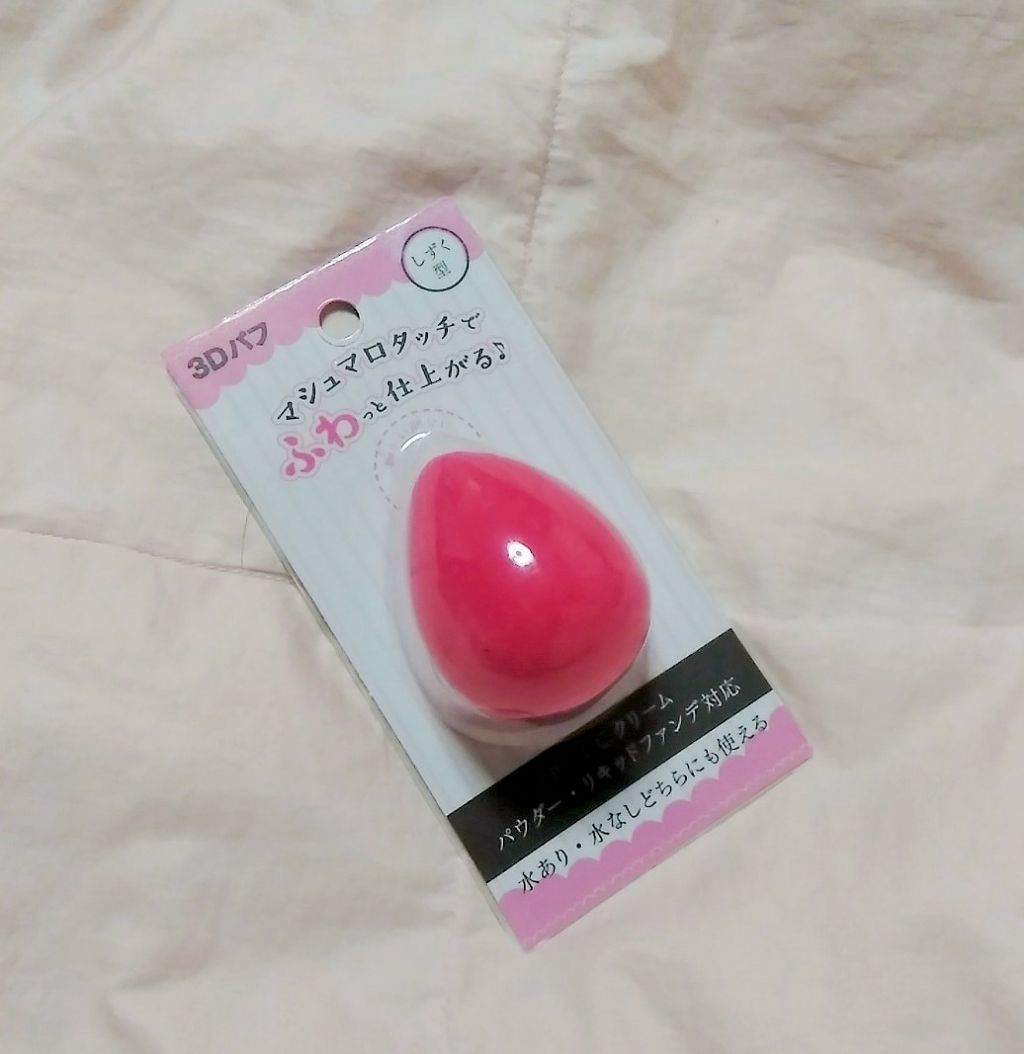 3Dパフ
しずく
型
マシュマロタッチで
ふわっと仕上がる♪
クリーム
パウダー・リキッドファンデ対応
水あり・水なしどちらにも使える